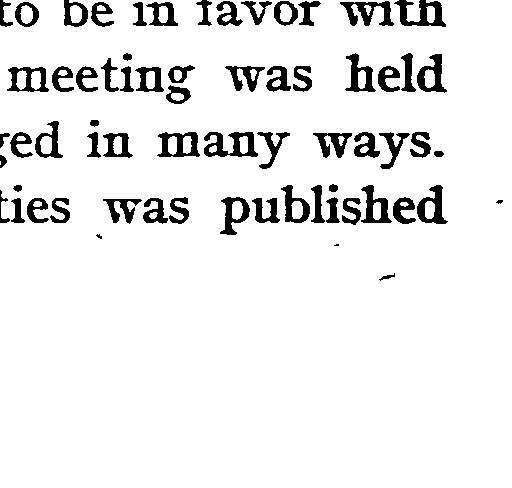 to be in favor with
meeting was held
ged in many ways.
ties was published